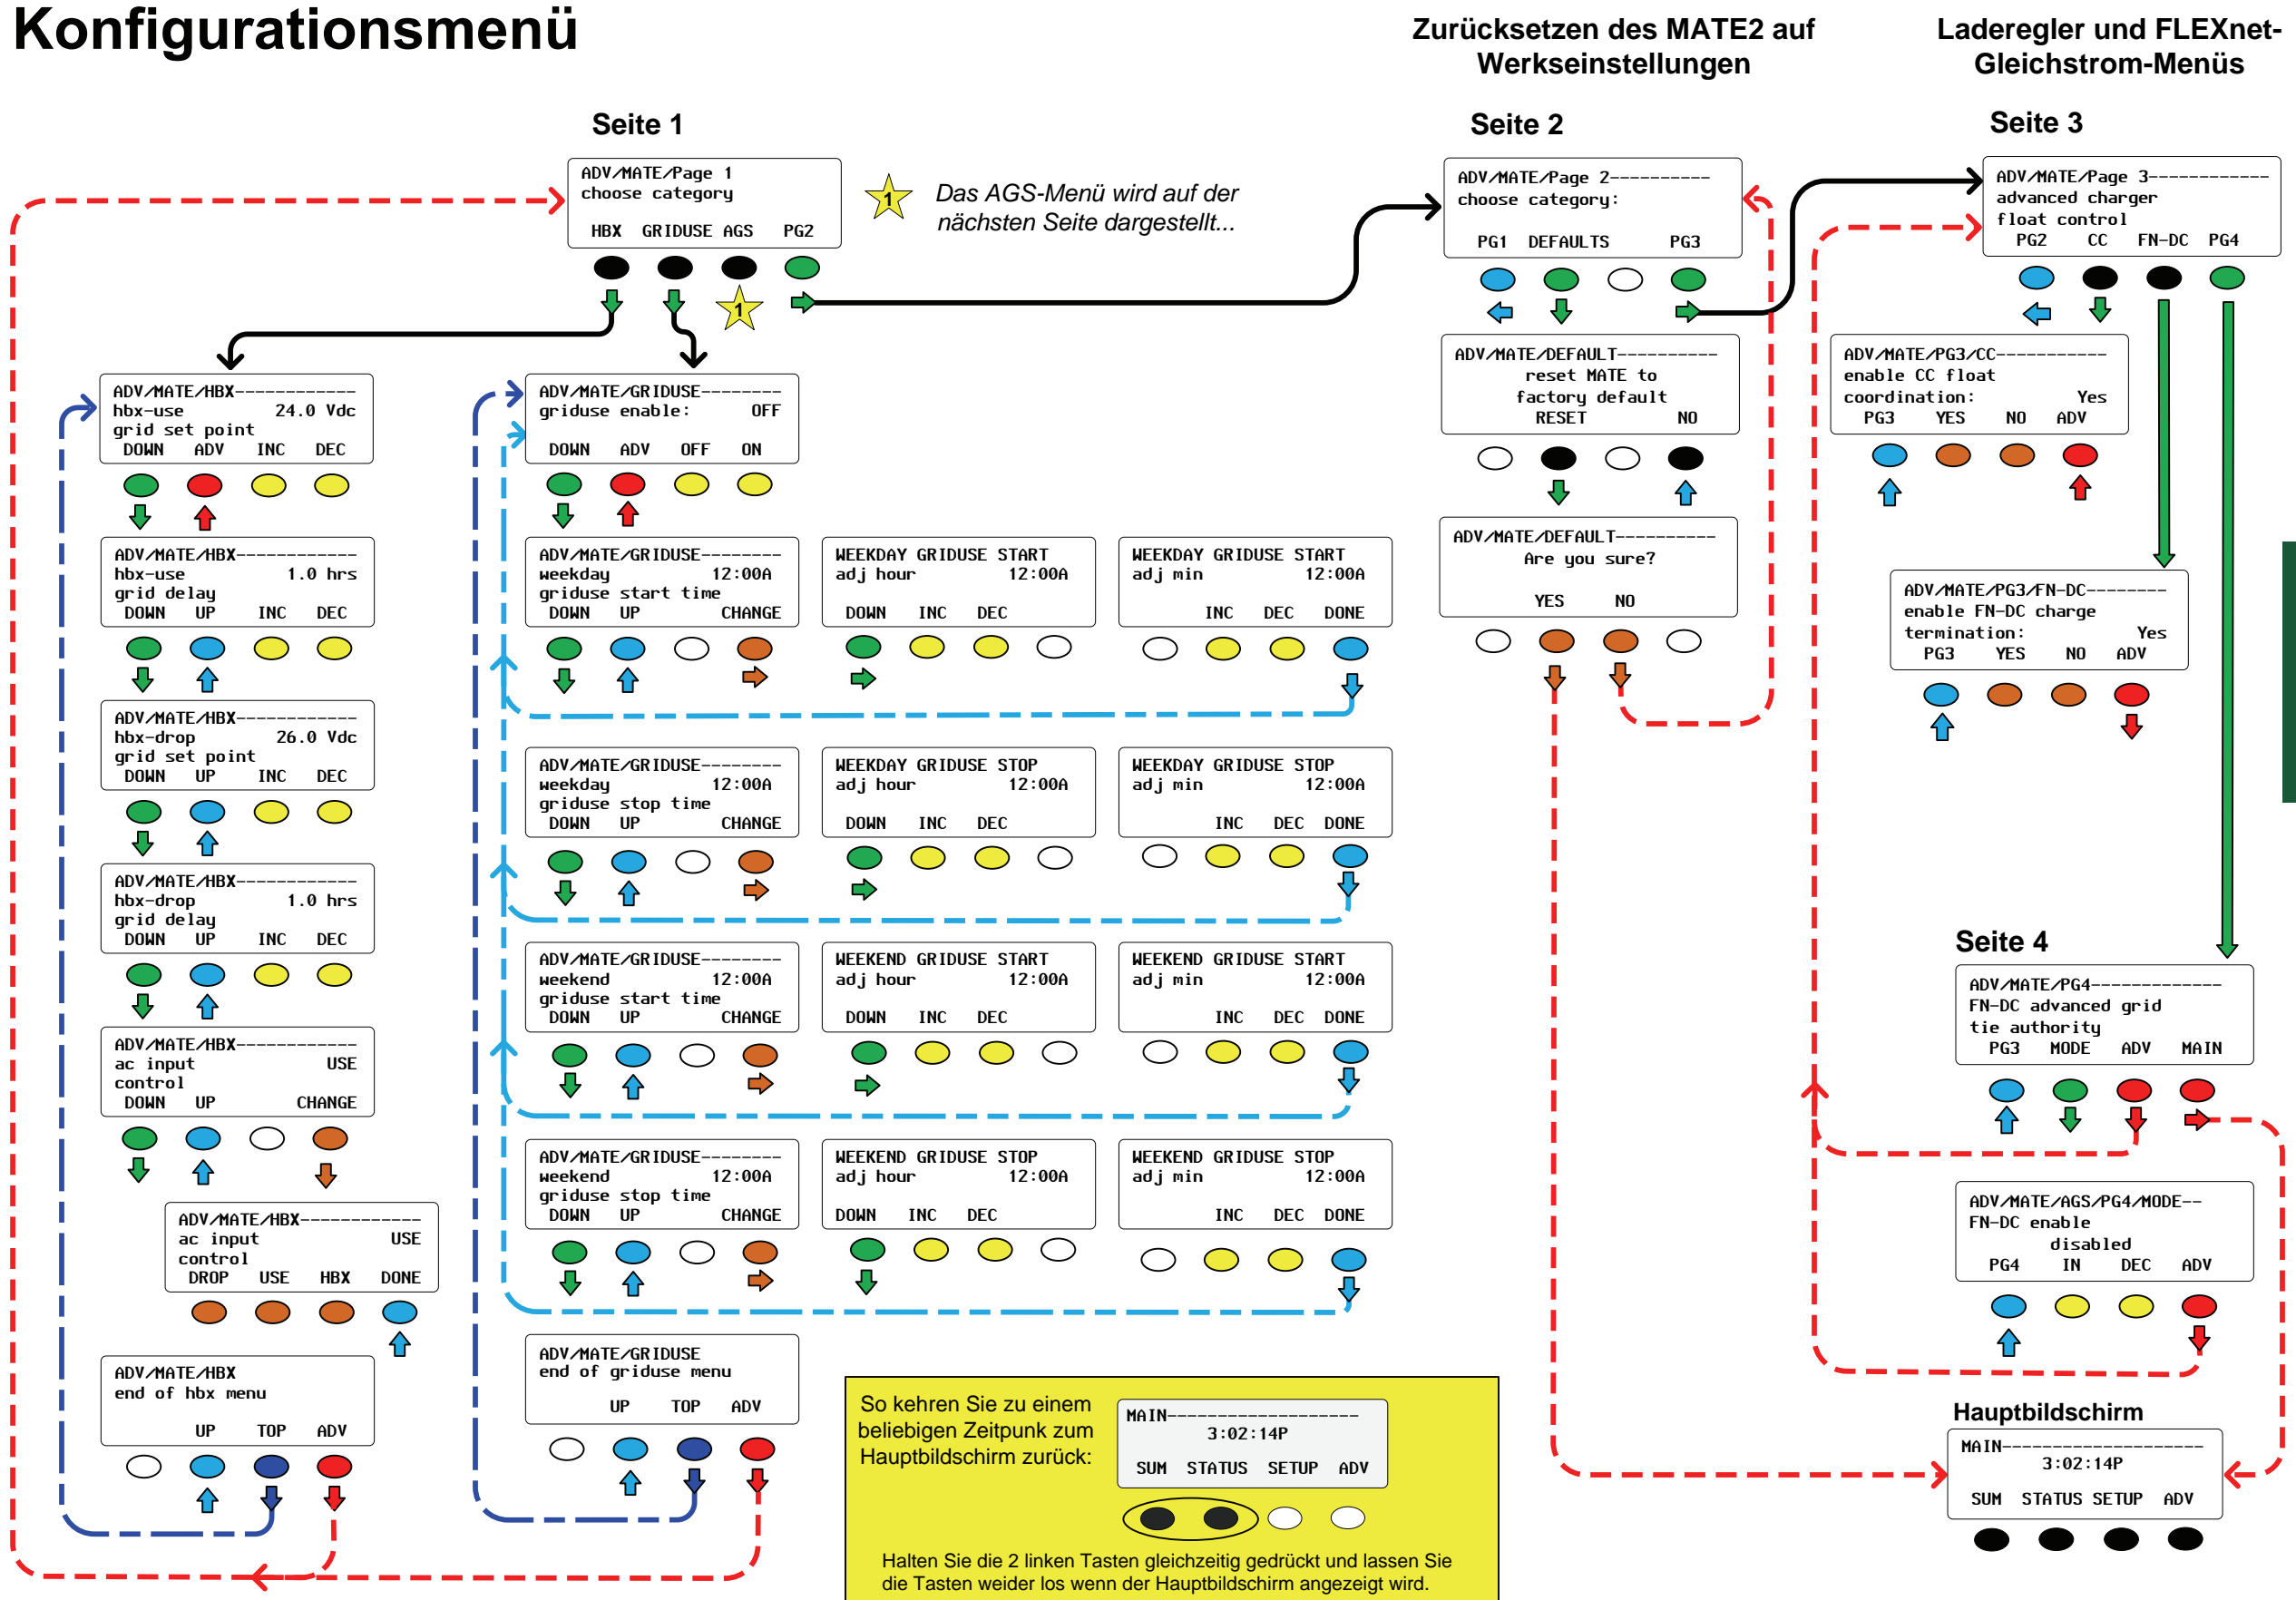 Konfigurationsmenü
Zurücksetzen des MATE2 auf
Werkseinstellungen
Laderegler und FLEXnet-
Gleichstrom-Menüs
Seite 1
ADV/MATE/Page 1
choose category
HBX GRIDUSE AGS PG2
1
1
Das AGS-Menü wird auf der
nächsten Seite dargestellt...
ADV/MATE/HBX------------
hbx-use 24.0 Vdc
grid set point
DOWN ADV INC DEC
ADV/MATE/HBX------------
hbx-use 1.0 hrs
grid delay
DOWN UP INC DEC
ADV/MATE/HBX------------
hbx-drop 26.0 Vdc
grid set point
DOWN UP INC DEC
ADV/MATE/HBX------------
hbx-drop 1.0 hrs
grid delay
DOWN UP INC DEC
ADV/MATE/HBX------------
ac input USE
control
DOWN UP CHANGE
ADV/MATE/HBX------------
ac input USE
control
DROP USE HBX DONE
ADV/MATE/HBX
end of hbx menu
UP TOP ADV
ADV/MATE/GRIDUSE--------
griduse enable: OFF
DOWN ADV OFF ON
ADV/MATE/GRIDUSE--------
weekday 12:00A
griduse start time
DOWN UP CHANGE
WEEKDAY GRIDUSE START
adj hour 12:00A
DOWN INC DEC
WEEKDAY GRIDUSE START
adj min 12:00A
INC DEC DONE
ADV/MATE/GRIDUSE--------
weekday 12:00A
griduse stop time
DOWN UP CHANGE
WEEKDAY GRIDUSE STOP
adj hour 12:00A
DOWN INC DEC
WEEKDAY GRIDUSE STOP
adj min 12:00A
INC DEC DONE
ADV/MATE/GRIDUSE--------
weekend 12:00A
griduse start time
DOWN UP CHANGE
WEEKEND GRIDUSE START
adj hour 12:00A
DOWN INC DEC
WEEKEND GRIDUSE START
adj min 12:00A
INC DEC DONE
ADV/MATE/GRIDUSE--------
weekend 12:00A
griduse stop time
DOWN UP CHANGE
WEEKEND GRIDUSE STOP
adj hour 12:00A
DOWN INC DEC
WEEKEND GRIDUSE STOP
adj min 12:00A
INC DEC DONE
ADV/MATE/GRIDUSE
end of griduse menu
UP TOP ADV
So kehren Sie zu einem
beliebigen Zeitpunk zum
Hauptbildschirm zurück:
MAIN-------------------
3:02:14P
SUM STATUS SETUP ADV
Halten Sie die 2 linken Tasten gleichzeitig gedrückt und lassen Sie
die Tasten weider los wenn der Hauptbildschirm angezeigt wird.
Seite 2
ADV/MATE/Page 2----------
choose category:
PG1 DEFAULTS PG3
ADV/MATE/DEFAULT----------
reset MATE to
factory default
RESET NO
ADV/MATE/DEFAULT----------
Are you sure?
YES NO
Seite 3
ADV/MATE/Page 3------------
advanced charger
float control
PG2 CC FN-DC PG4
ADV/MATE/PG3/CC-----------
enable CC float
coordination: Yes
PG3 YES NO ADV
ADV/MATE/PG3/FN-DC--------
enable FN-DC charge
termination: Yes
PG3 YES NO ADV
Seite 4
ADV/MATE/PG4-------------
FN-DC advanced grid
tie authority
PG3 MODE ADV MAIN
ADV/MATE/AGS/PG4/MODE--
FN-DC enable
disabled
PG4 IN DEC ADV
Hauptbildschirm
MAIN--------------------
3:02:14P
SUM STATUS SETUP ADV